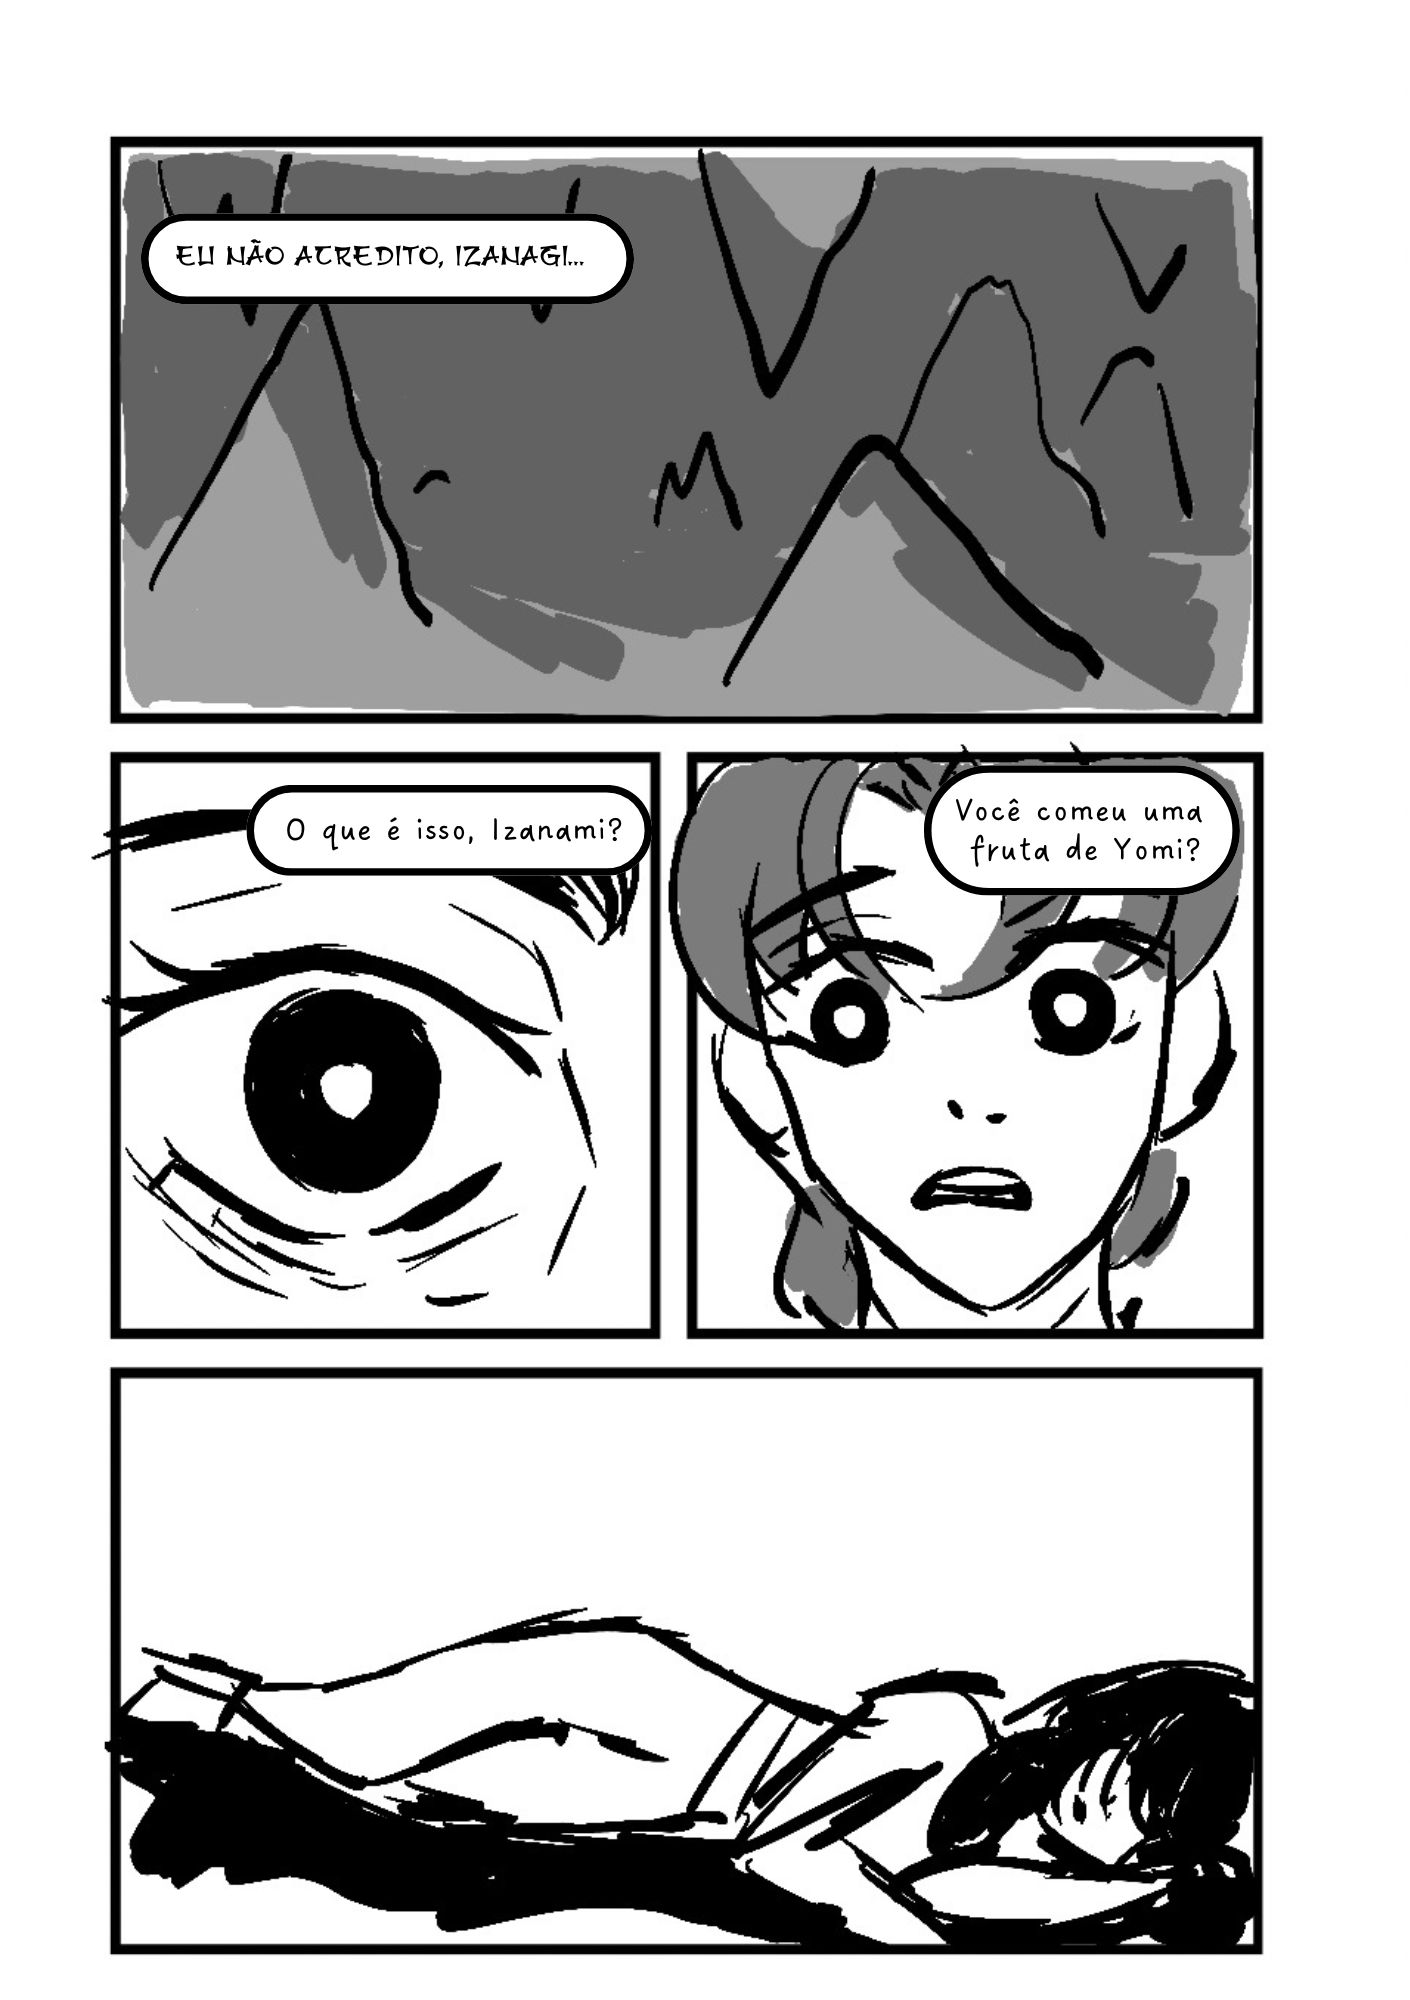 EU NÃO ACREDITO, IZANAGI...
O que é isso, Izanami?
Você comeu uma
fruta de Yomi?